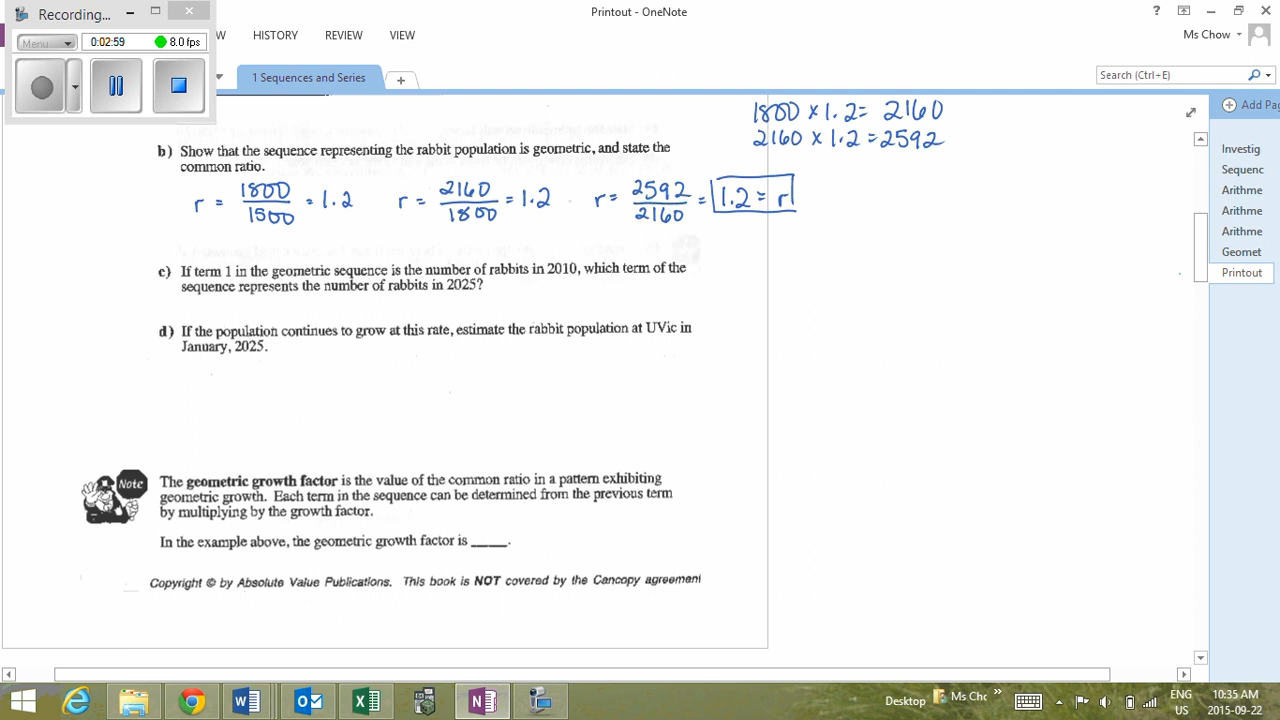 Recording...
Printout - OneNote
Menu
0:02:59
8.0 fps
W
HISTORY
REVIEW
VIEW
Ms Chow
1 Sequences and Series
Search (Ctrl+E)
Add Pag
1800 × 1.2 = 2160
2160 × 1.2 = 2592
b) Show that the sequence representing the rabbit population is geometric, and state the
common ratio.
r = 1800/1500 = 1.2 r = 2160/1800 = 1.2 r = 2592/2160 = 1.2 = r
c) If term 1 in the geometric sequence is the number of rabbits in 2010, which term of the
sequence represents the number of rabbits in 2025?
d) If the population continues to grow at this rate, estimate the rabbit population at UVic in
January, 2025.
Note
The geometric growth factor is the value of the common ratio in a pattern exhibiting
geometric growth. Each term in the sequence can be determined from the previous term
by multiplying by the growth factor.
In the example above, the geometric growth factor is _____.
Copyright © by Absolute Value Publications. This book is NOT covered by the Cancopy agreement
Investig
Sequenc
Arithme
Arithme
Arithme
Geomet
Printout
Desktop
Ms Cho
»
ENG
US
10:35 AM
2015-09-22